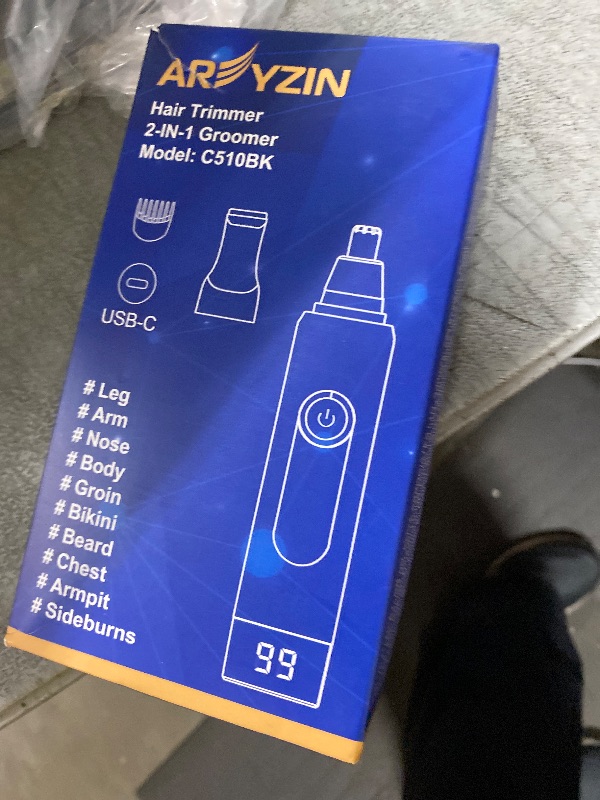 AREYZIN
Hair Trimmer
2-IN-1 Groomer
Model: C510BK
USB-C
# Leg
# Arm
# Nose
# Body
# Groin
# Bikini
# Beard
# Chest
# Armpit
# Sideburns
99